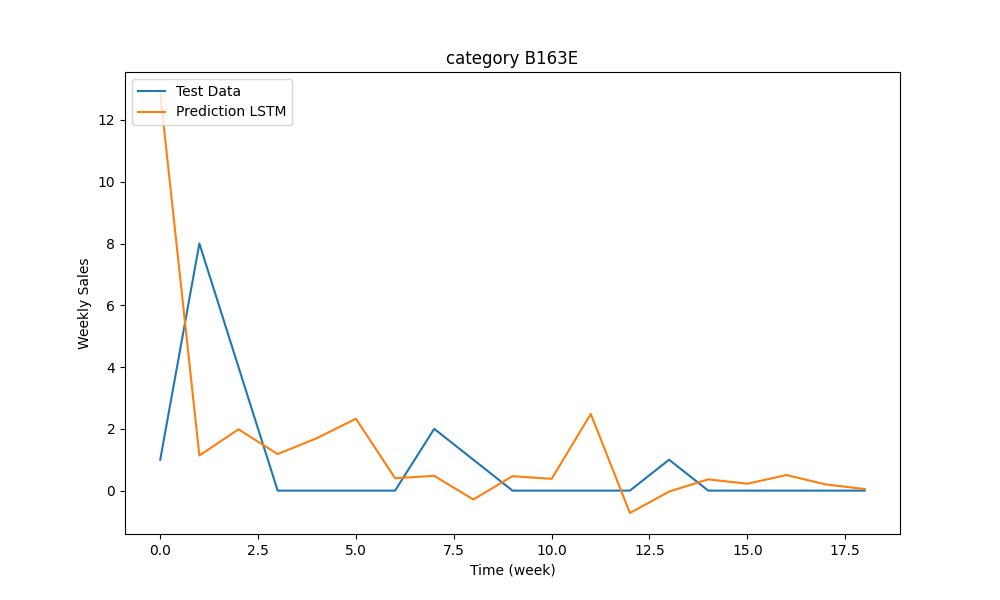 category B163E
Test Data
Prediction LSTM
12
10
8
6
4
2
0
Weekly Sales
0.0 2.5 5.0 7.5 10.0 12.5 15.0 17.5
Time (week)